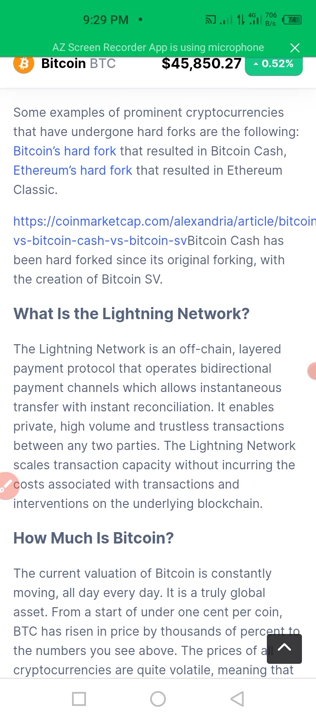 9:29 PM
4G 706 B/s
AZ Screen Recorder App is using microphone
Bitcoin BTC $45,850.27 0.52%
Some examples of prominent cryptocurrencies
that have undergone hard forks are the following:
Bitcoin's hard fork that resulted in Bitcoin Cash,
Ethereum's hard fork that resulted in Ethereum
Classic.
https://coinmarketcap.com/alexandria/article/bitcoin
vs-bitcoin-cash-vs-bitcoin-svBitcoin Cash has
been hard forked since its original forking, with
the creation of Bitcoin SV.
What Is the Lightning Network?
The Lightning Network is an off-chain, layered
payment protocol that operates bidirectional
payment channels which allows instantaneous
transfer with instant reconciliation. It enables
private, high volume and trustless transactions
between any two parties. The Lightning Network
scales transaction capacity without incurring the
costs associated with transactions and
interventions on the underlying blockchain.
How Much Is Bitcoin?
The current valuation of Bitcoin is constantly
moving, all day every day. It is a truly global
asset. From a start of under one cent per coin,
BTC has risen in price by thousands of percent to
the numbers you see above. The prices of all
cryptocurrencies are quite volatile, meaning that